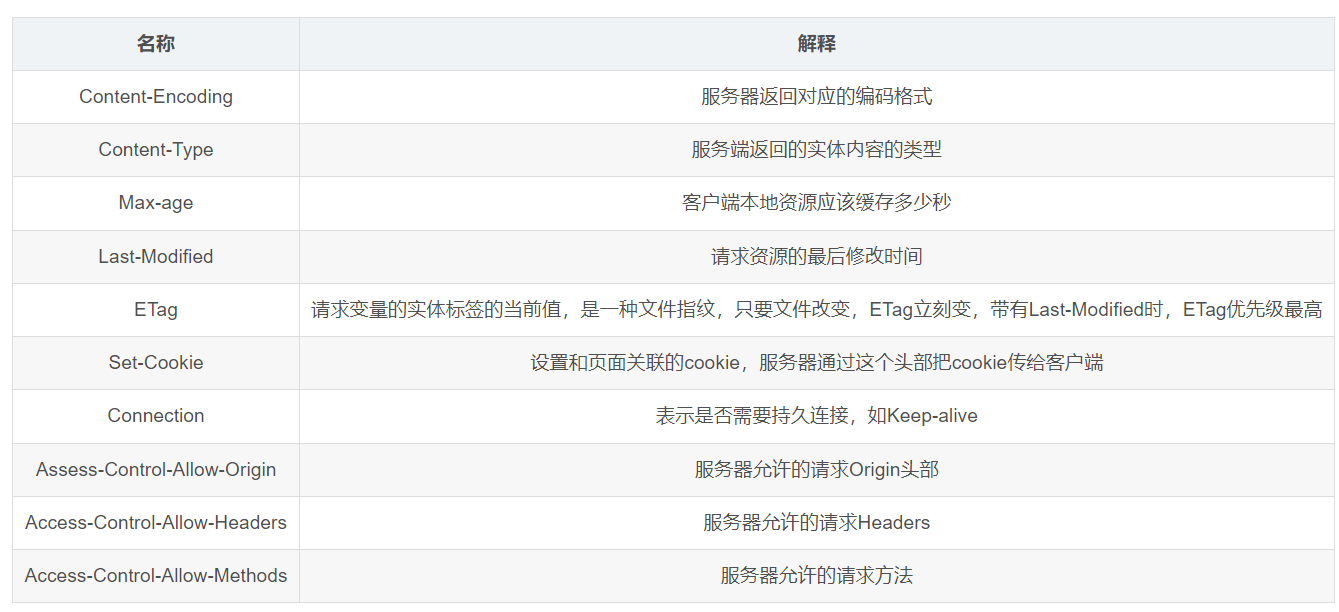 名称 解释
Content-Encoding 服务器返回对应的编码格式
Content-Type 服务端返回的实体内容的类型
Max-age 客户端本地资源应该缓存多少秒
Last-Modified 请求资源的最后修改时间
ETag 请求变量的实体标签的当前值，是一种文件指纹，只要文件改变，ETag立刻变，带有Last-Modified时，ETag优先级最高
Set-Cookie 设置和页面关联的cookie，服务器通过这个头部把cookie传给客户端
Connection 表示是否需要持久连接，如Keep-alive
Assess-Control-Allow-Origin 服务器允许的请求Origin头部
Access-Control-Allow-Headers 服务器允许的请求Headers
Access-Control-Allow-Methods 服务器允许的请求方法